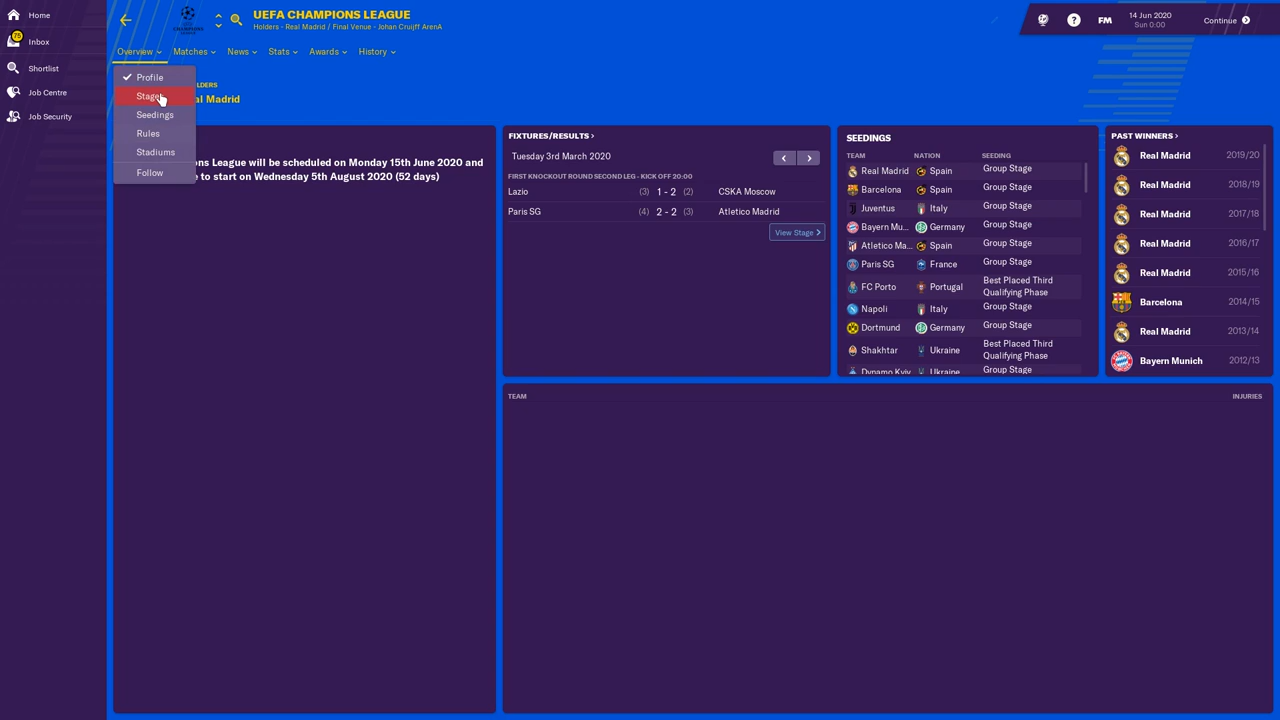 Home
75
Inbox
Shortlist
Job Centre
Job Security
UEFA CHAMPIONS LEAGUE
Holders - Real Madrid / Final Venue - Johan Cruijff ArenA
FM
14 Jun 2020
Sun 0:00
Continue
Overview
Matches
News
Stats
Awards
History
Profile
Seedings
Rules
Stadiums
Follow
LDERS
al Madrid
ons League will be scheduled on Monday 15th June 2020 and
to start on Wednesday 5th August 2020 (52 days)
FIXTURES/RESULTS >
Tuesday 3rd March 2020
FIRST KNOCKOUT ROUND SECOND LEG - KICK OFF 20:00
Lazio (3) 1 - 2 (2) CSKA Moscow
Paris SG (4) 2 - 2 (3) Atletico Madrid
View Stage >
SEEDINGS
TEAM NATION SEEDING
Real Madrid Spain Group Stage
Barcelona Spain Group Stage
Juventus Italy Group Stage
Bayern Mu... Germany Group Stage
Atletico Ma... Spain Group Stage
Paris SG France Group Stage
FC Porto Portugal Best Placed Third
Qualifying Phase
Napoli Italy Group Stage
Dortmund Germany Group Stage
Shakhtar Ukraine Best Placed Third
Qualifying Phase
Dynamo Kyiv Ukraine Group Stage
PAST WINNERS >
Real Madrid 2019/20
Real Madrid 2018/19
Real Madrid 2017/18
Real Madrid 2016/17
Real Madrid 2015/16
Barcelona 2014/15
Real Madrid 2013/14
Bayern Munich 2012/13
TEAM INJURIES